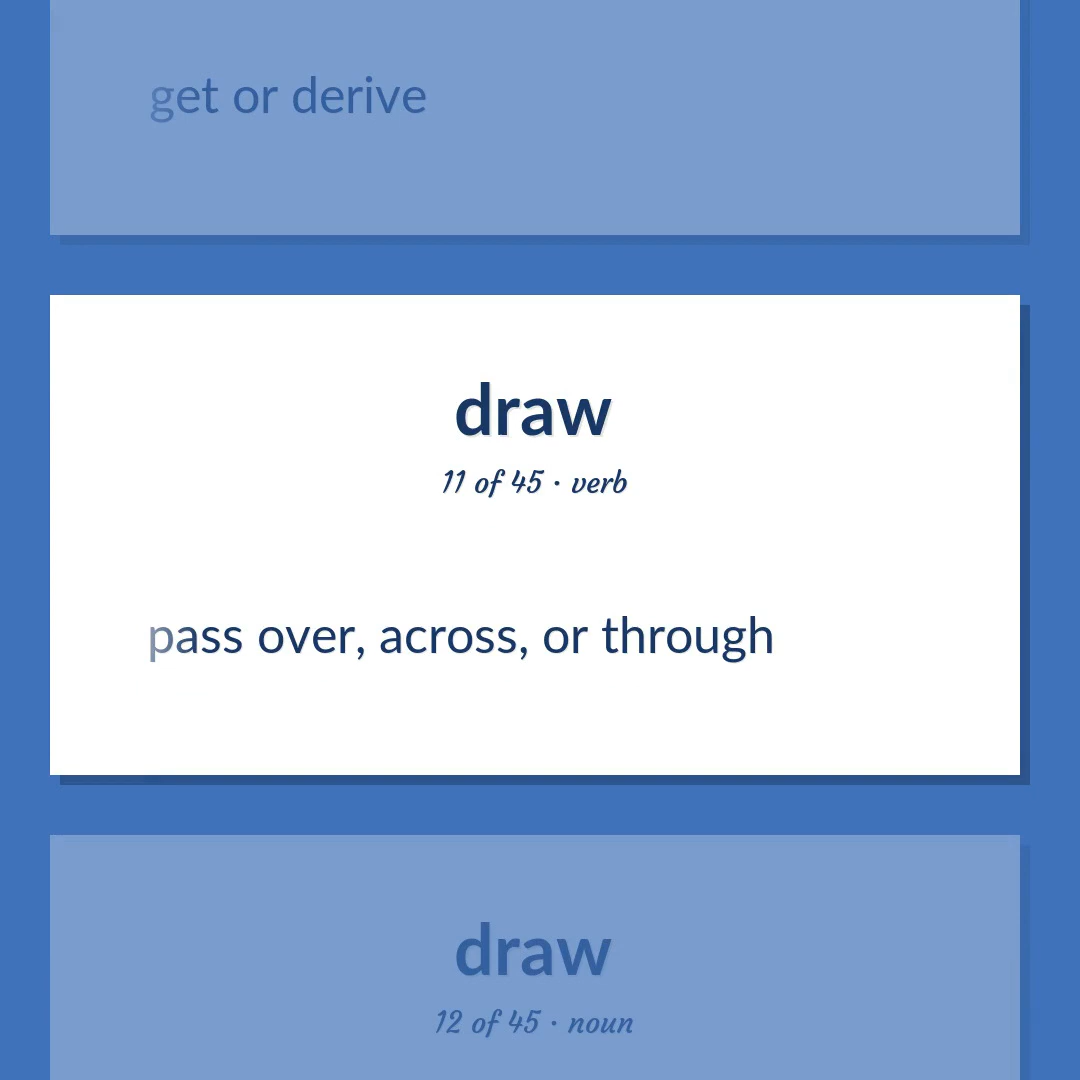 get or derive
draw
11 of 45 · verb
pass over, across, or through
draw
12 of 45 · noun